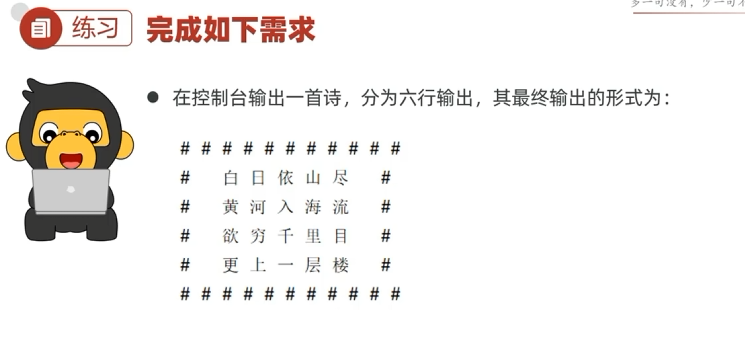 练习 完成如下需求
● 在控制台输出一首诗，分为六行输出，其最终输出的形式为：
# # # # # # # # # # #
# 白 日 依 山 尽 #
# 黄 河 入 海 流 #
# 欲 穷 千 里 目 #
# 更 上 一 层 楼 #
# # # # # # # # # # #